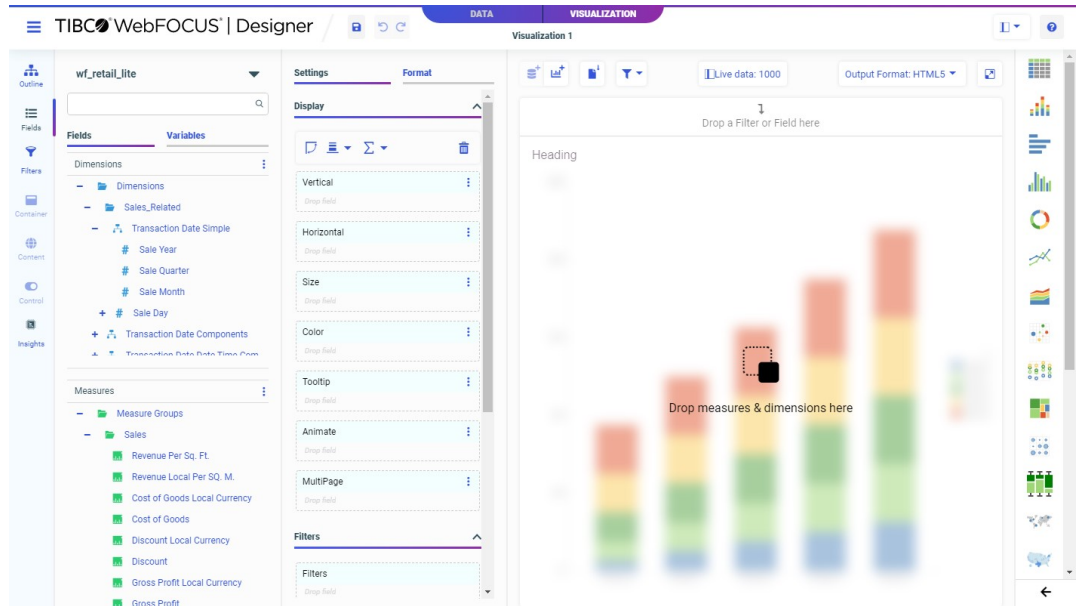 TIBCO WebFOCUS | Designer
DATA
VISUALIZATION
Visualization 1
Outline
Fields
Filters
Container
Content
Control
Insights
wf_retail_lite
Fields
Variables
Dimensions
Dimensions
Sales_Related
Transaction Date Simple
# Sale Year
# Sale Quarter
# Sale Month
# Sale Day
Transaction Date Components
Transaction Date Date Time Com
Measures
Measure Groups
Sales
Revenue Per Sq. Ft.
Revenue Local Per SQ. M.
Cost of Goods Local Currency
Cost of Goods
Discount Local Currency
Discount
Gross Profit Local Currency
Gross Profit
Settings
Format
Display
Vertical
Drop field
Horizontal
Drop field
Size
Drop field
Color
Drop field
Tooltip
Drop field
Animate
Drop field
MultiPage
Drop field
Filters
Filters
Drop field
Live data: 1000
Output Format: HTML5
Drop a Filter or Field here
Heading
Drop measures & dimensions here